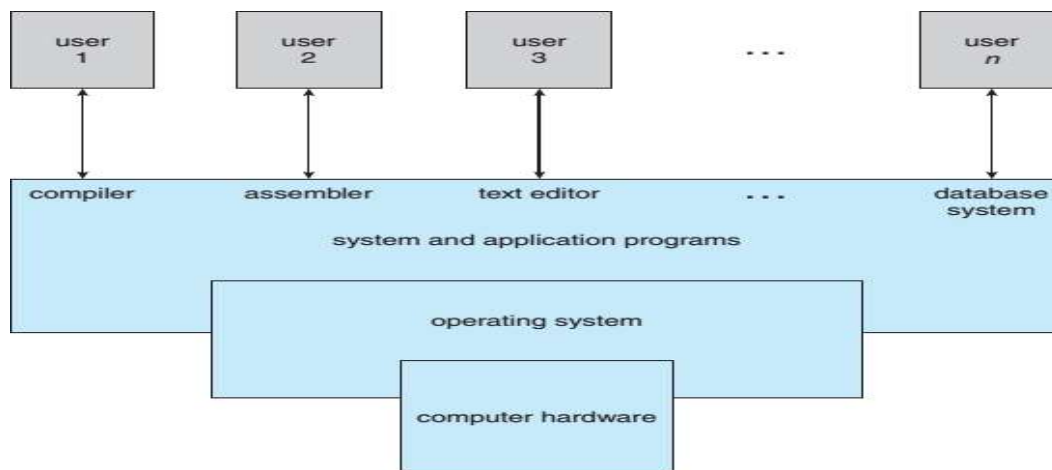 user
1
user
2
user
3
...
user
n
compiler
assembler
text editor
...
database
system
system and application programs
operating system
computer hardware